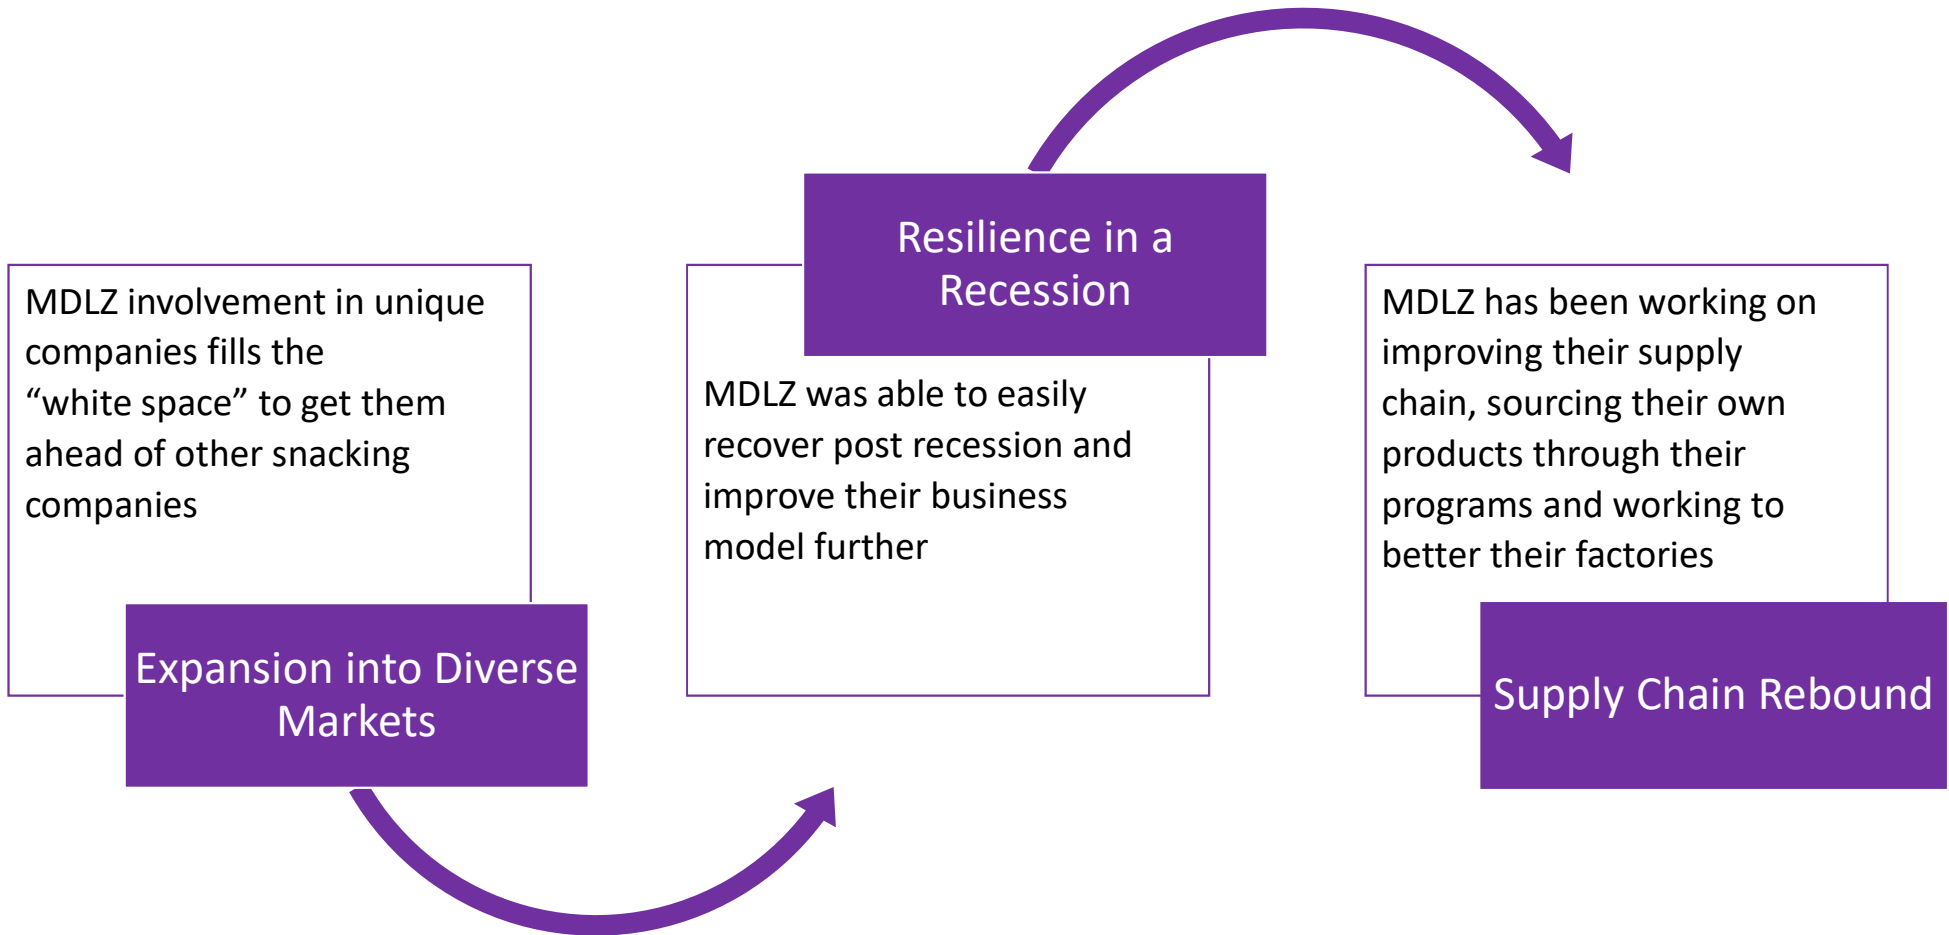 MDLZ involvement in unique
companies fills the
“white space” to get them
ahead of other snacking
companies
Expansion into Diverse
Markets
Resilience in a
Recession
MDLZ was able to easily
recover post recession and
improve their business
model further
MDLZ has been working on
improving their supply
chain, sourcing their own
products through their
programs and working to
better their factories
Supply Chain Rebound